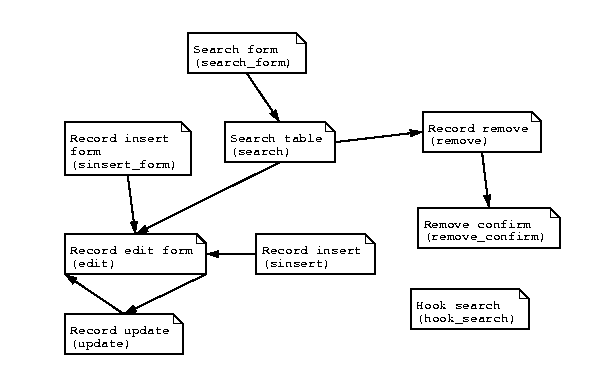 Search form
(search_form)
Record insert
form
(sinsert_form)
Search table
(search)
Record remove
(remove)
Remove confirm
(remove_confirm)
Record edit form
(edit)
Record insert
(sinsert)
Hook search
(hook_search)
Record update
(update)